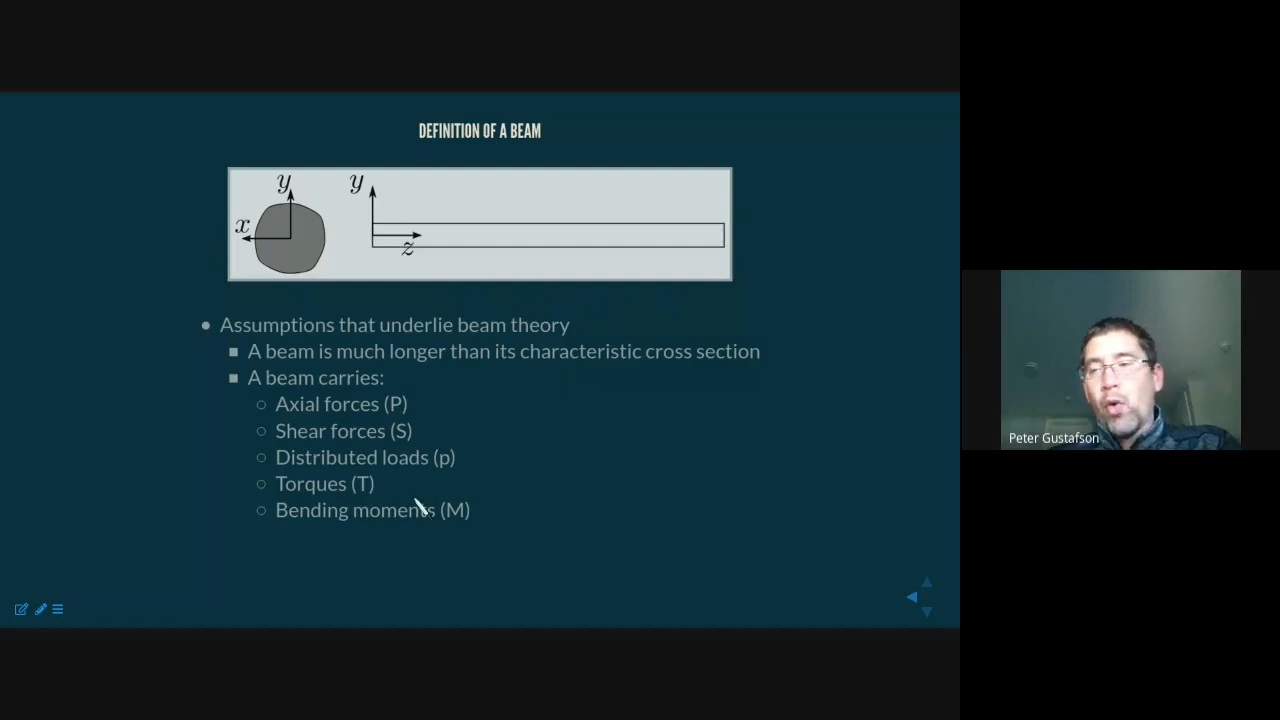 DEFINITION OF A BEAM
y
y
x
z
Assumptions that underlie beam theory
A beam is much longer than its characteristic cross section
A beam carries:
Axial forces (P)
Shear forces (S)
Distributed loads (p)
Torques (T)
Bending moments (M)
Peter Gustafson